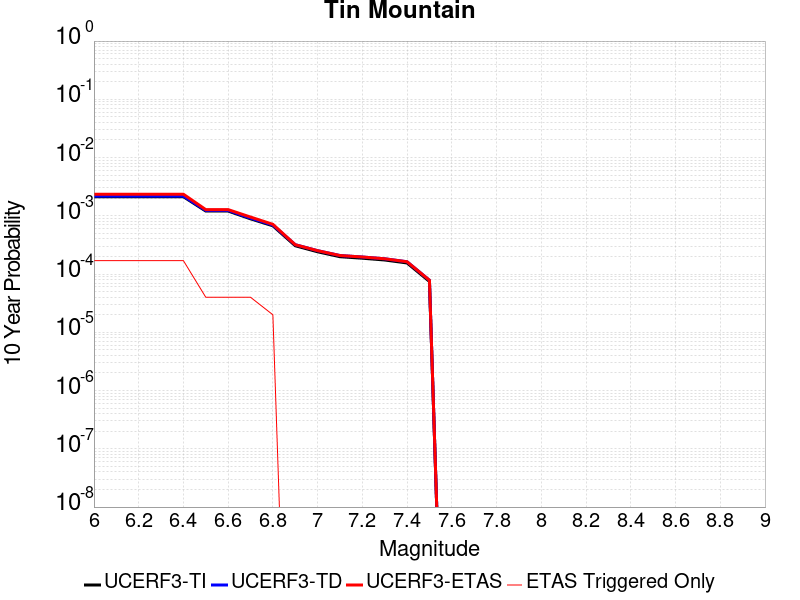 Tin Mountain
10^0
10^-1
10^-2
10^-3
10^-4
10^-5
10^-6
10^-7
10^-8
10 Year Probability
6 6.2 6.4 6.6 6.8 7 7.2 7.4 7.6 7.8 8 8.2 8.4 8.6 8.8 9
Magnitude
UCERF3-TI UCERF3-TD UCERF3-ETAS ETAS Triggered Only